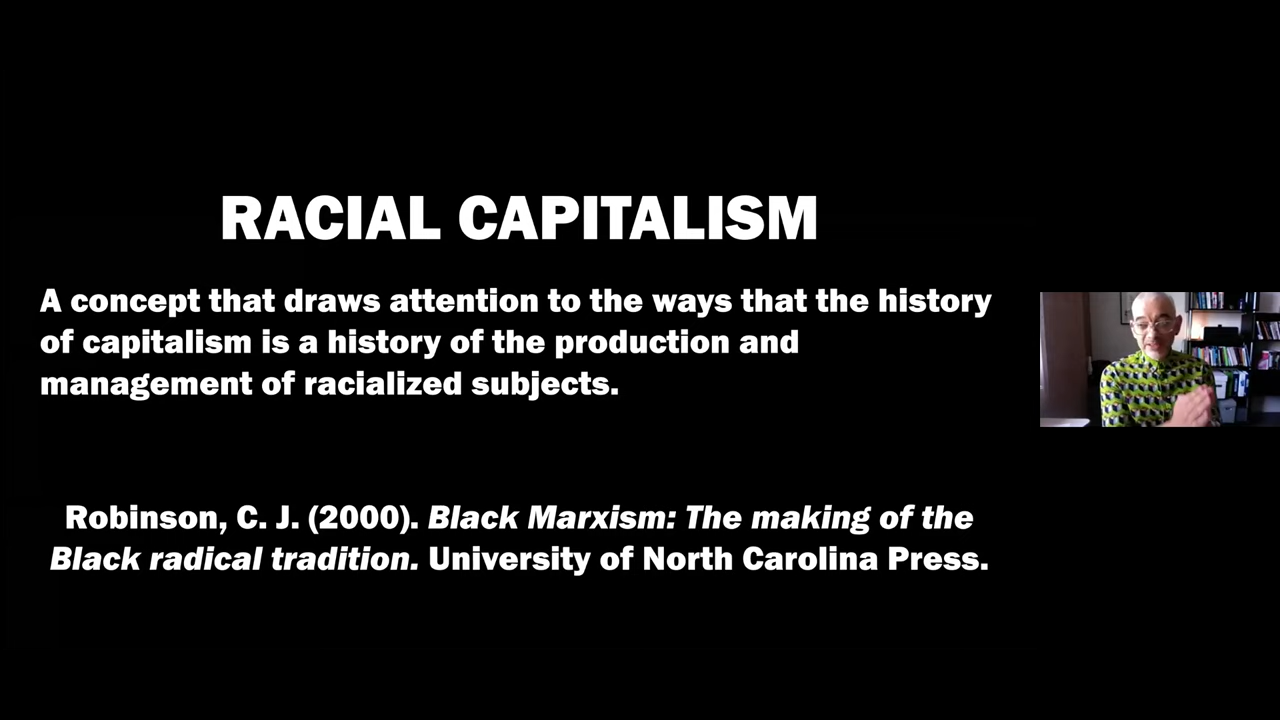 RACIAL CAPITALISM
A concept that draws attention to the ways that the history
of capitalism is a history of the production and
management of racialized subjects.
Robinson, C. J. (2000). Black Marxism: The making of the
Black radical tradition. University of North Carolina Press.